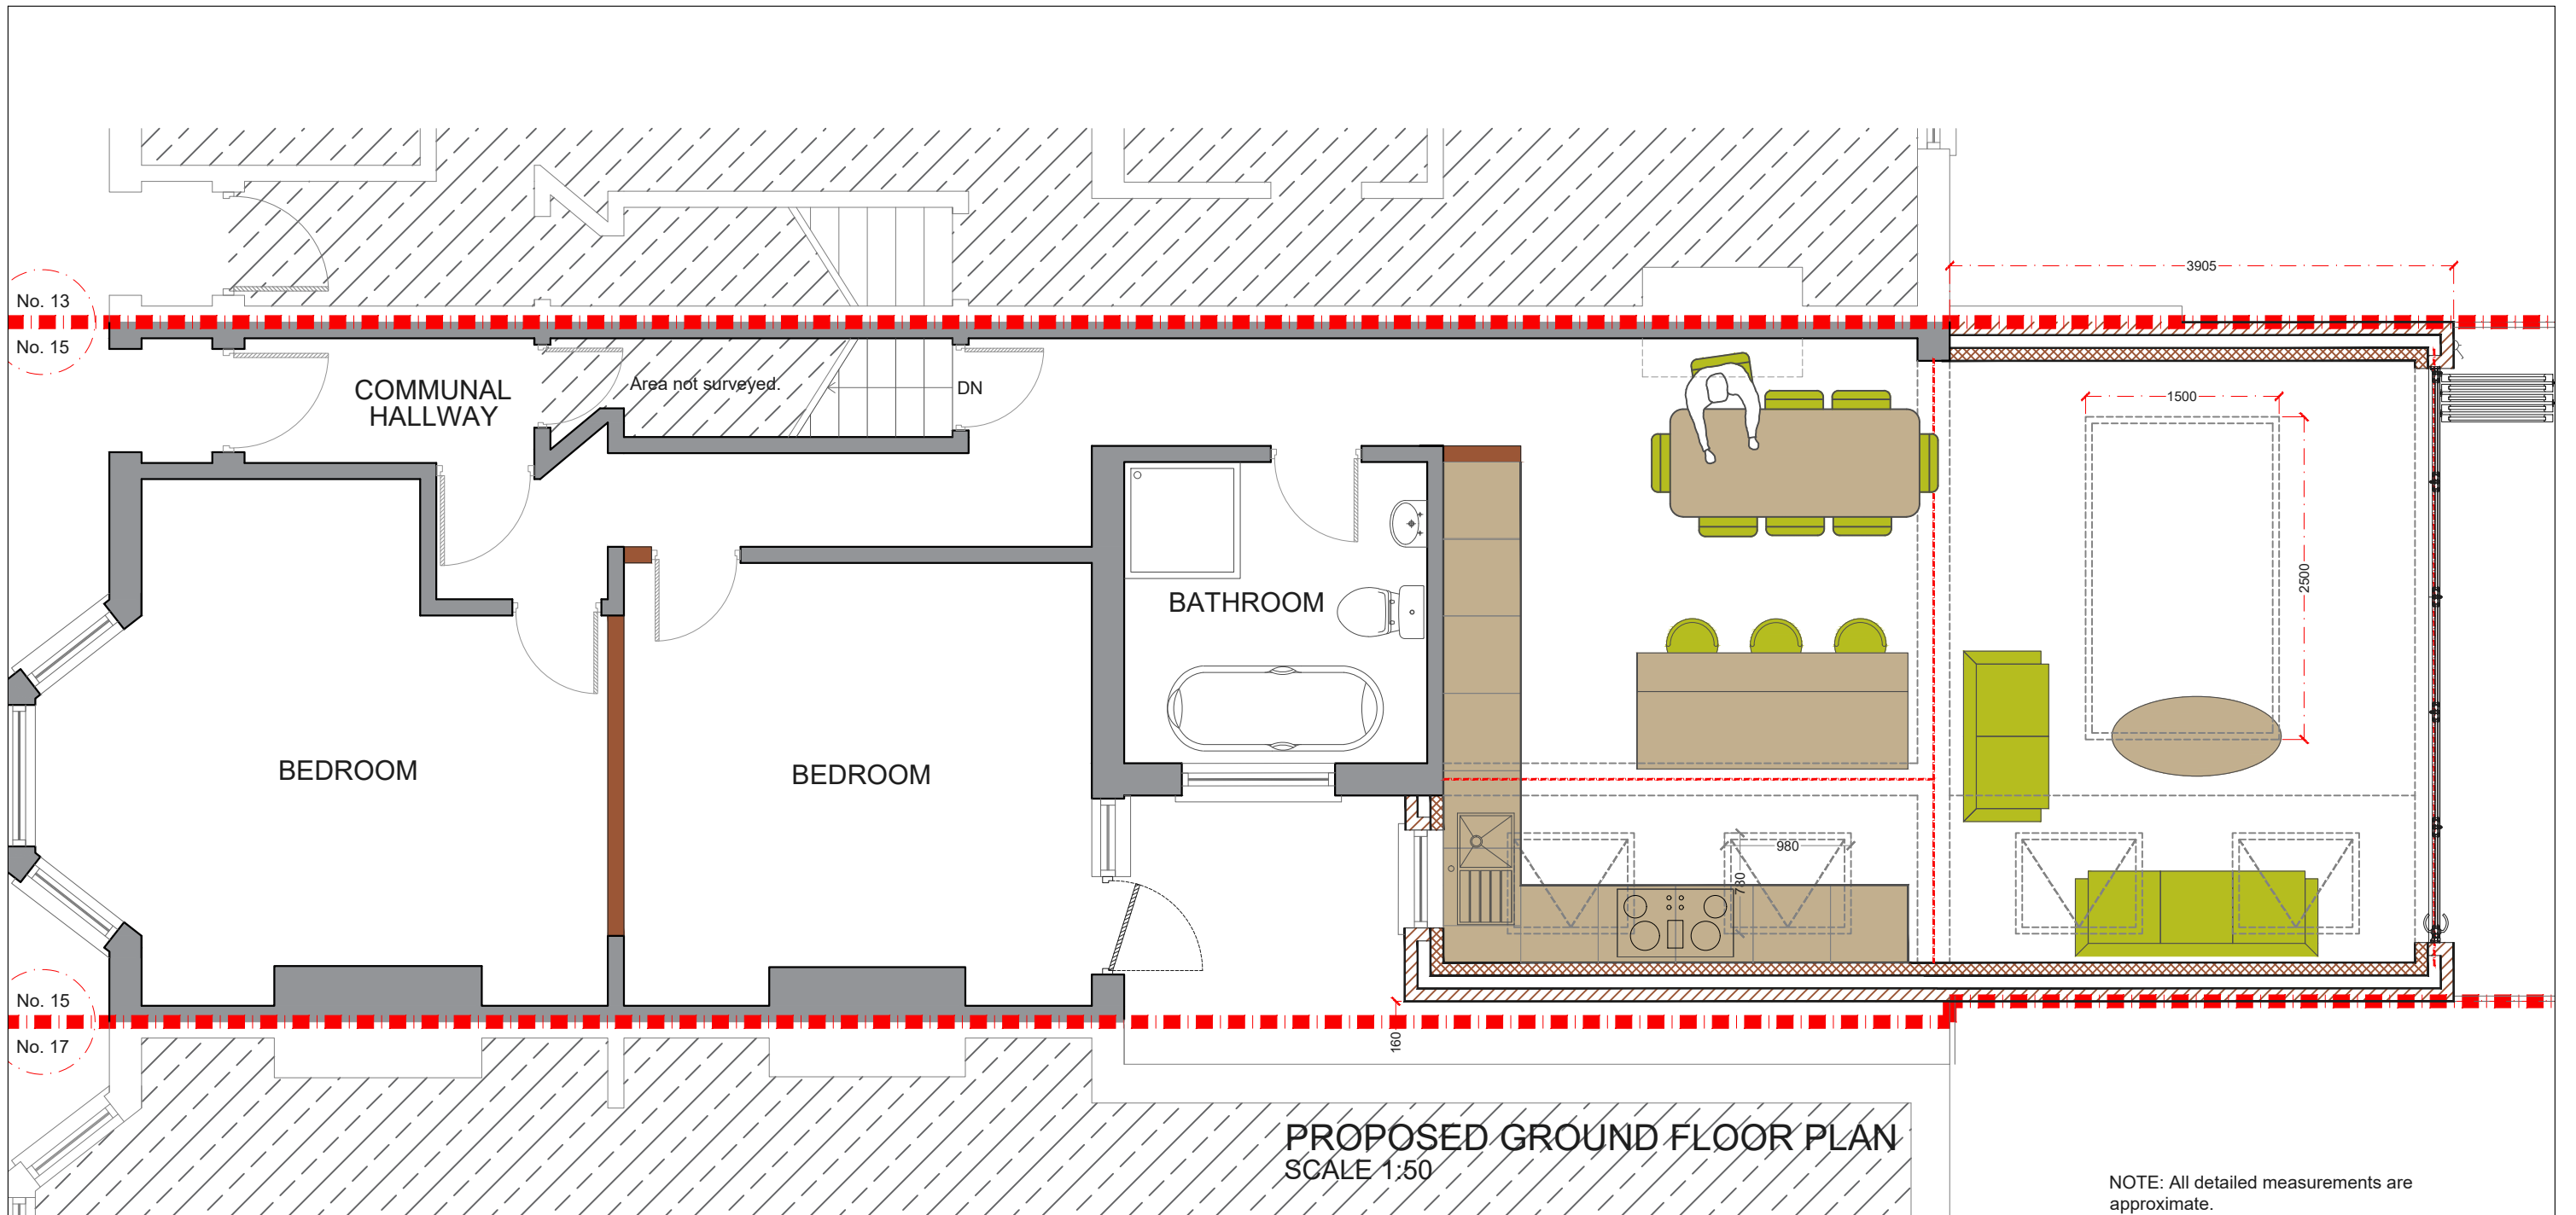 3905
No. 13
No. 15
COMMUNAL
HALLWAY
Area not surveyed.
DN
1500
2500
BATHROOM
BEDROOM
BEDROOM
980
780
No. 15
No. 17
160
PROPOSED GROUND FLOOR PLAN
SCALE 1:50
NOTE: All detailed measurements are
approximate.